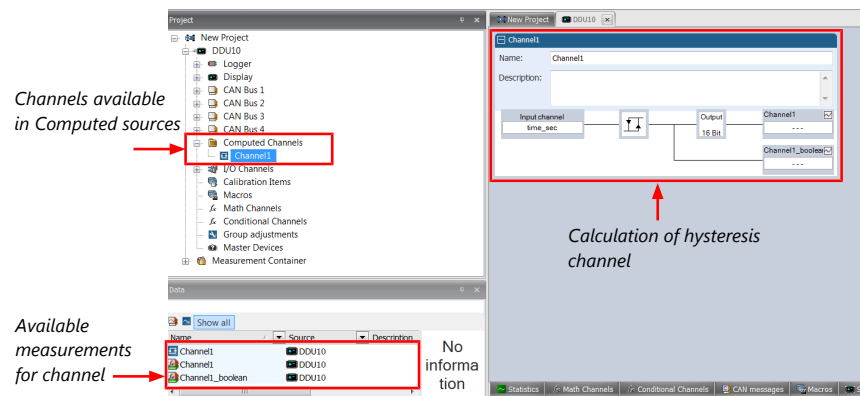 Project
New Project
DDU10
Logger
Display
CAN Bus 1
CAN Bus 2
CAN Bus 3
CAN Bus 4
Computed Channels
Channel1
I/O Channels
Calibration Items
Macros
Math Channels
Conditional Channels
Group adjustments
Master Devices
Measurement Container
Channels available
in Computed sources
Data
Show all
Name Source Description
Channel1 DDU10
Channel1 DDU10
Channel1_boolean DDU10
No
informa
tion
Available
measurements
for channel
New Project DDU10
Channel1
Name: Channel1
Description:
Input channel
time_sec
Output
16 Bit
Channel1
---
Channel1_boolean
---
Calculation of hysteresis
channel
Statistics Math Channels Conditional Channels CAN messages Macros S